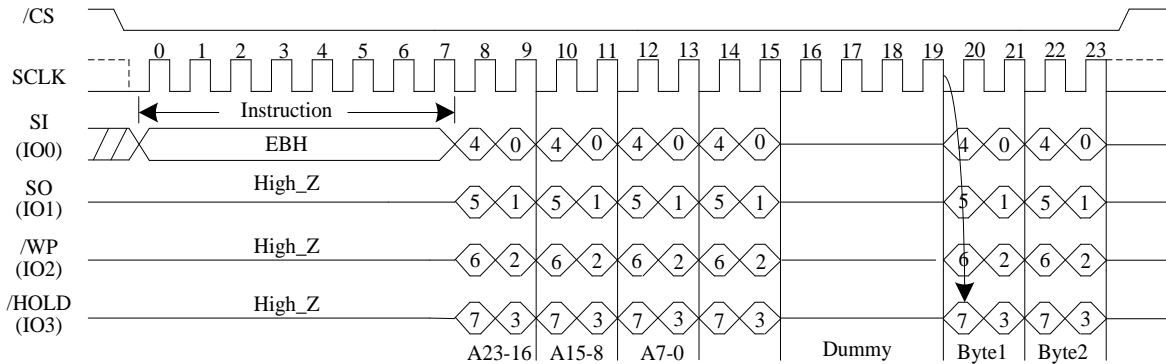 /CS
0 1 2 3 4 5 6 7 8 9 10 11 12 13 14 15 16 17 18 19 20 21 22 23
SCLK
Instruction
SI
(IO0)
EBH
4 0 4 0 4 0 4 0 4 0 4 0
SO
(IO1)
High_Z
5 1 5 1 5 1 5 1 5 1 5 1
/WP
(IO2)
High_Z
6 2 6 2 6 2 6 2 6 2 6 2
/HOLD
(IO3)
High_Z
7 3 7 3 7 3 7 3 7 3 7 3
A23-16 A15-8 A7-0 Dummy Byte1 Byte2